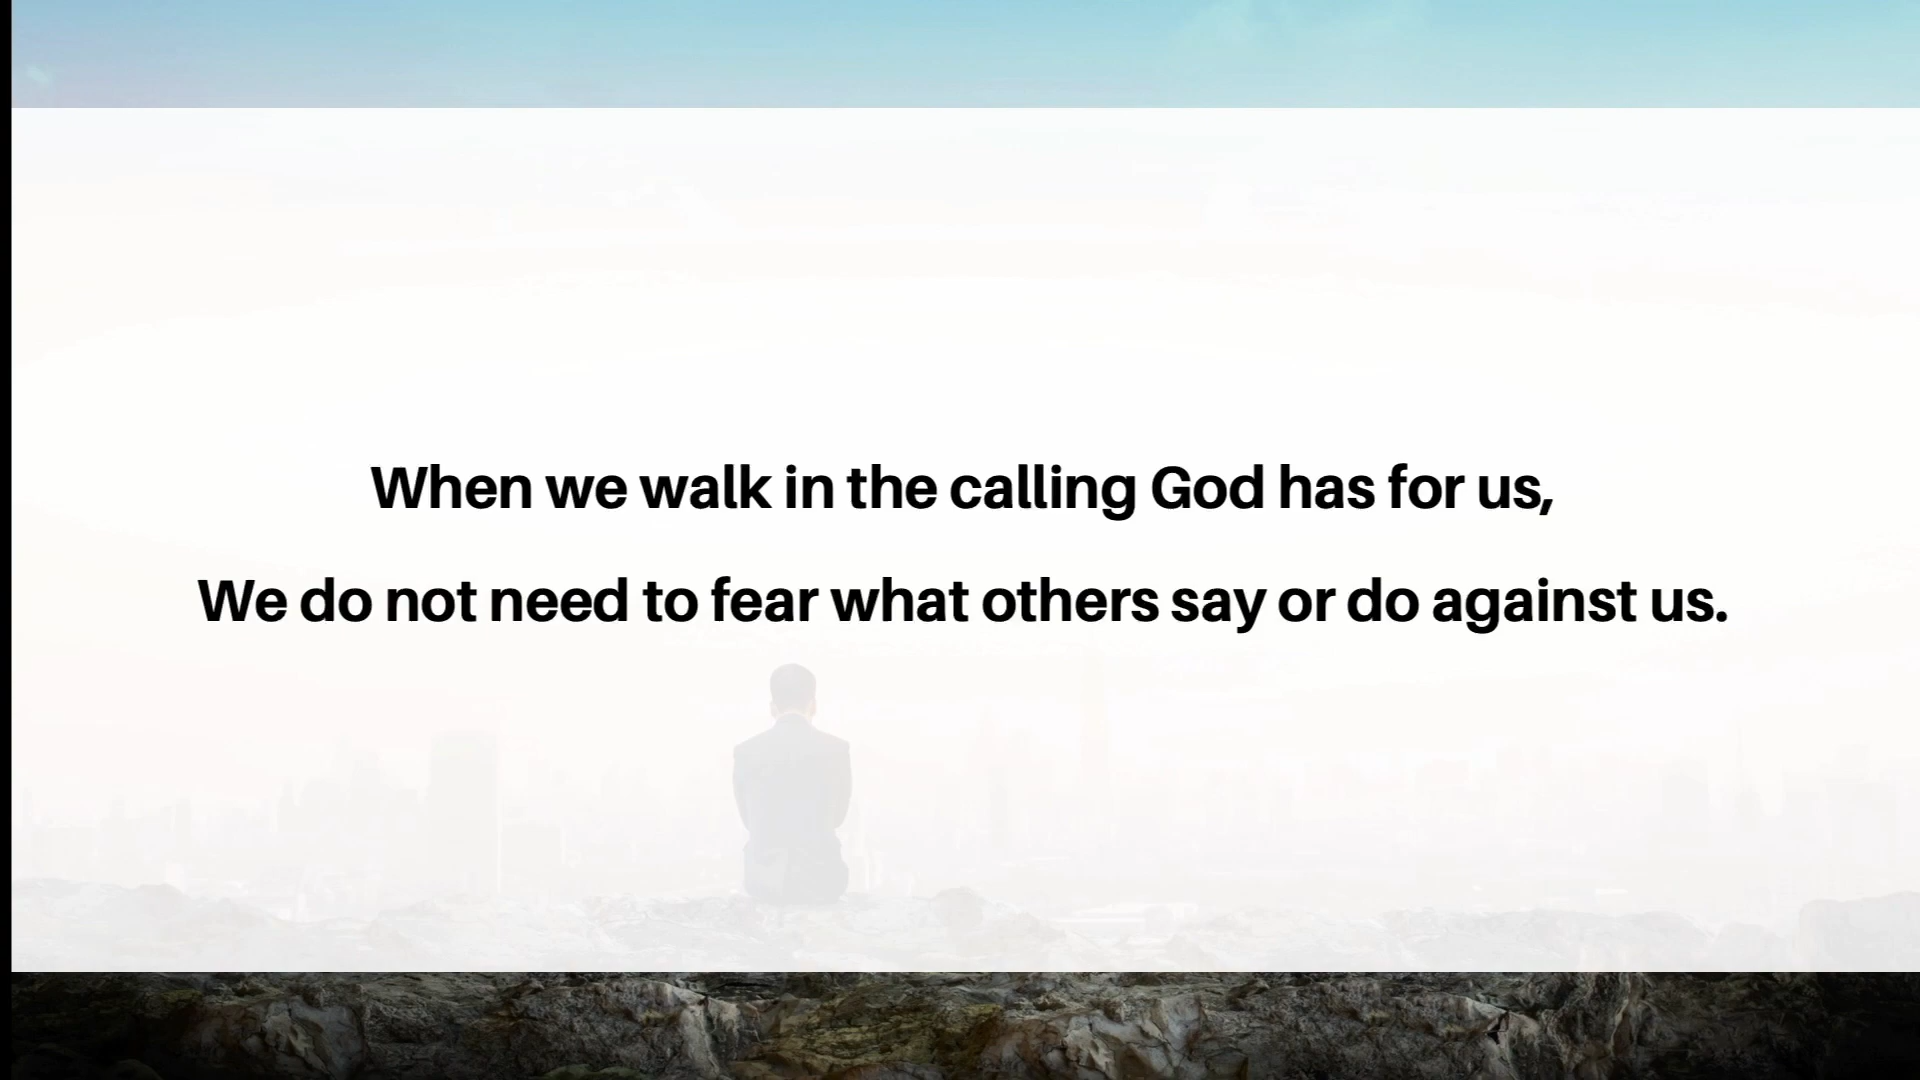 When we walk in the calling God has for us,
We do not need to fear what others say or do against us.